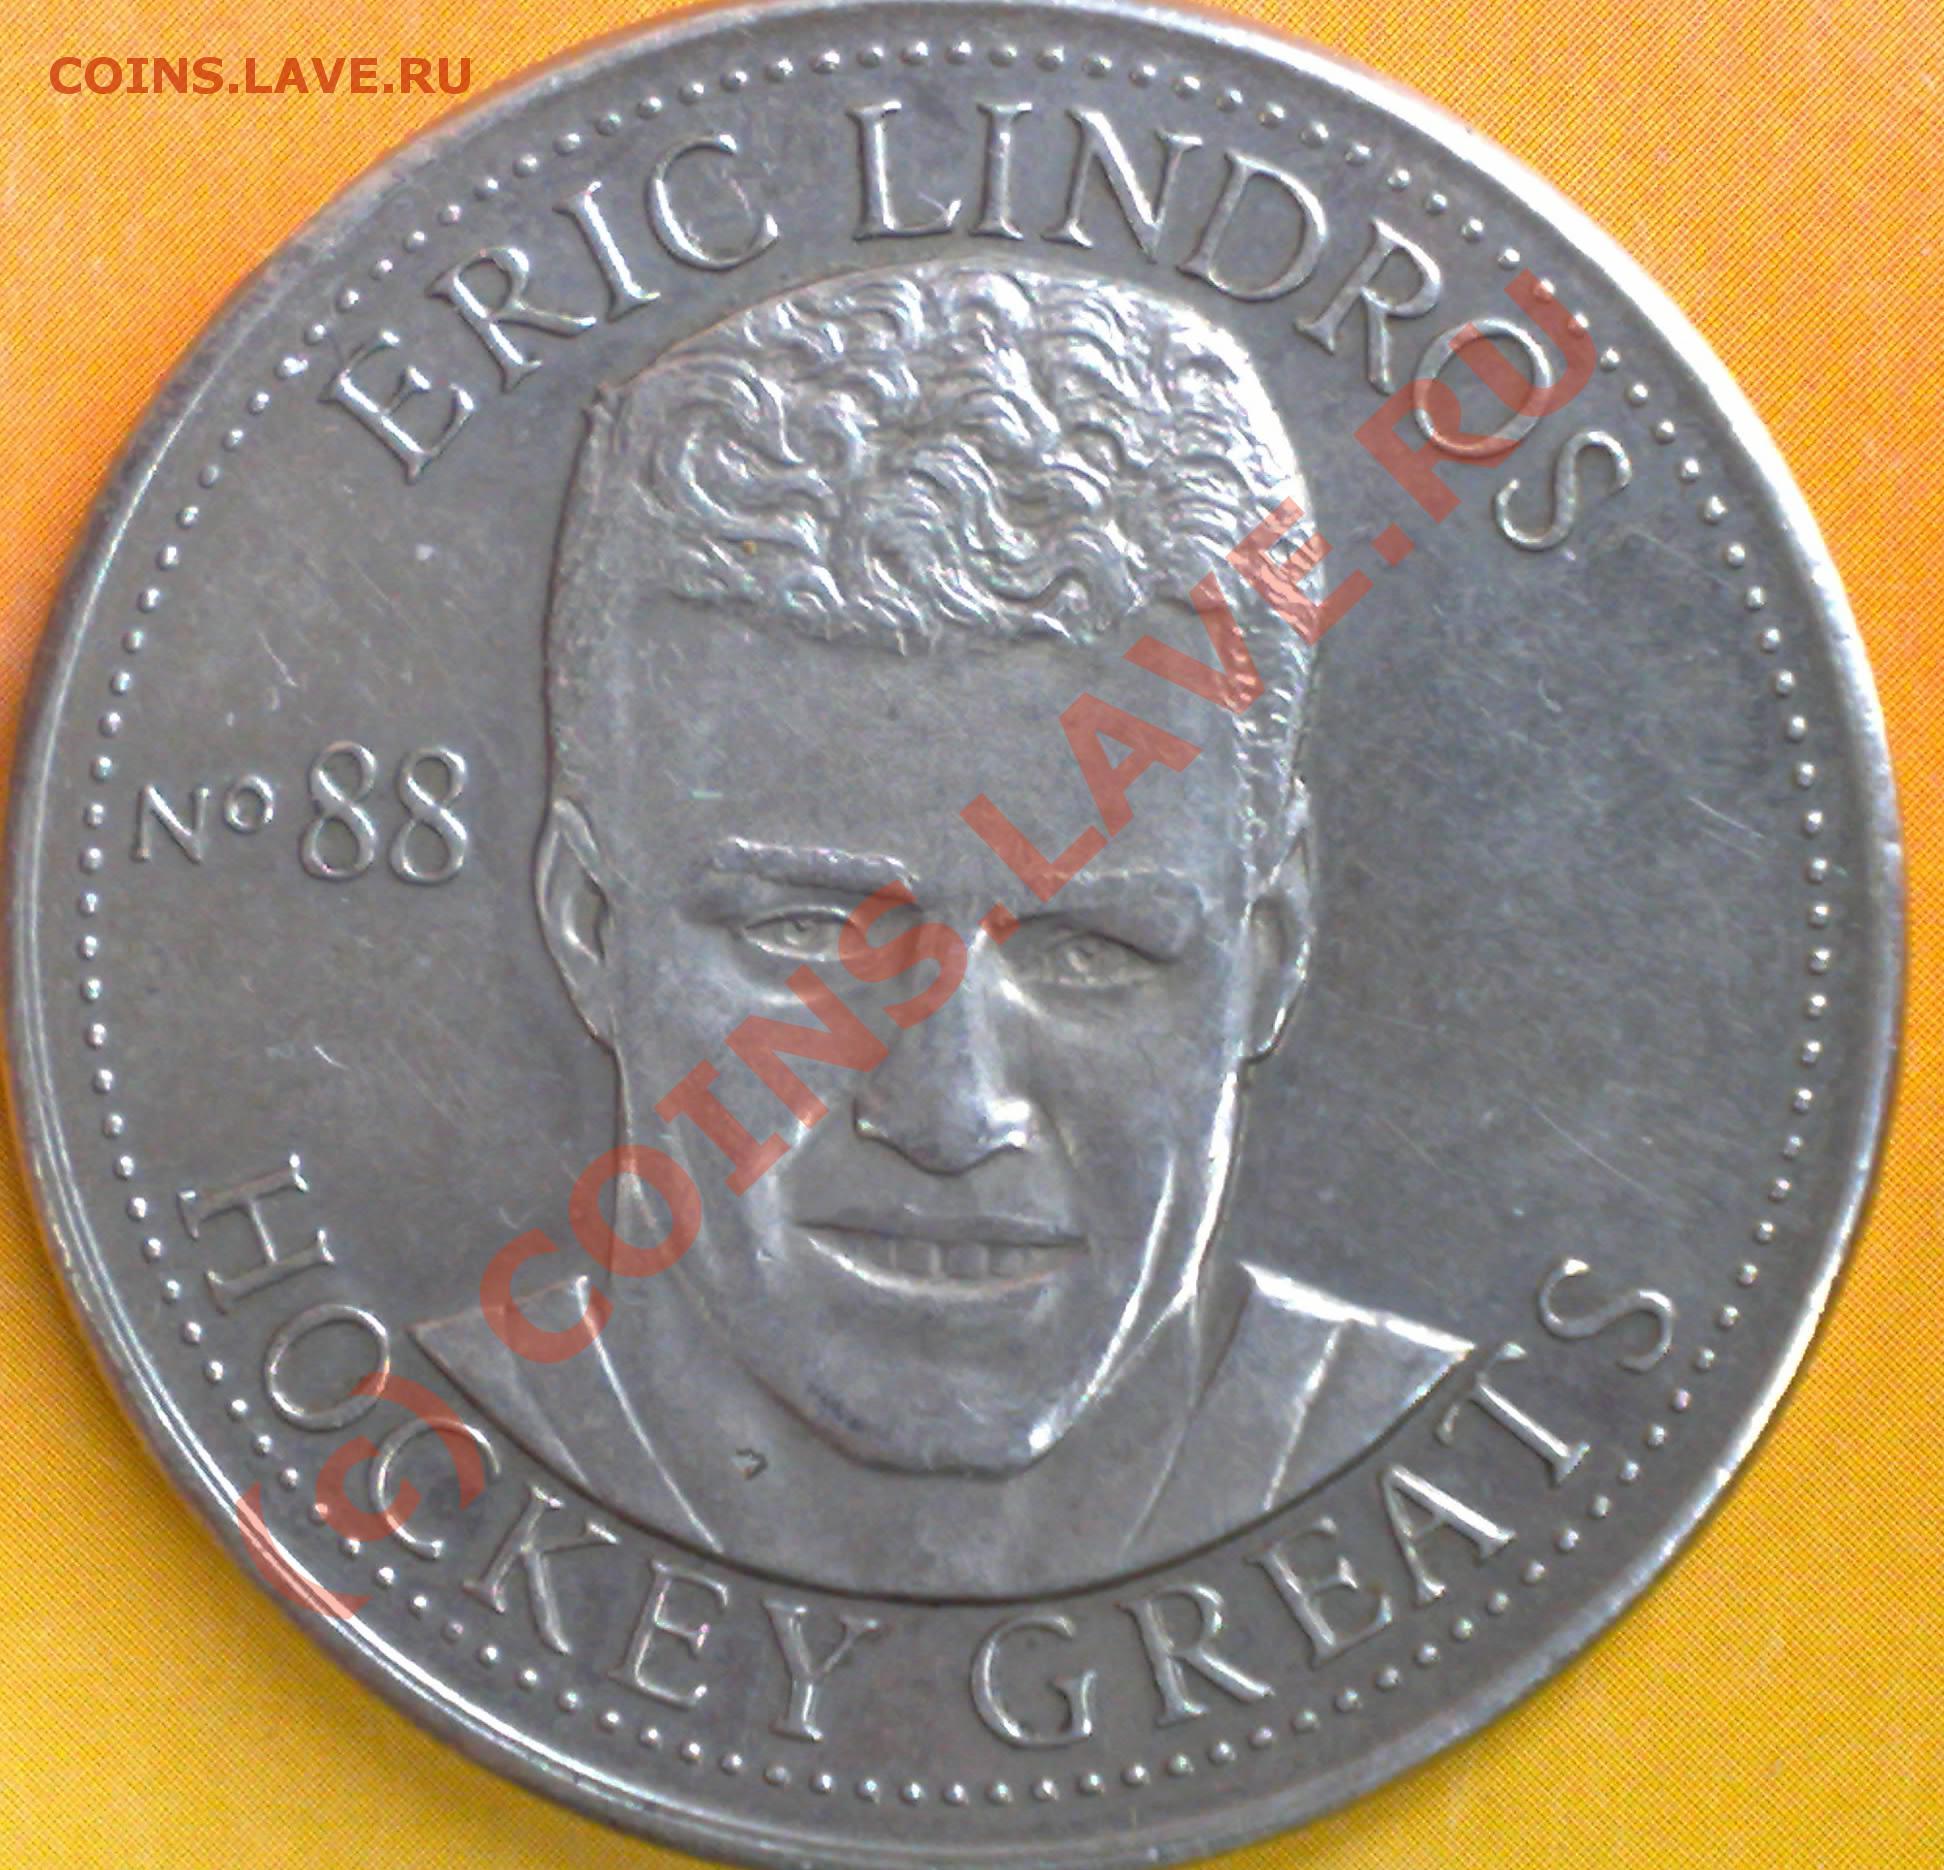 COINS.LAVE.RU
ERIC LINDROS
No 88
HOCKEY GREATS
(c) COINS.LAVE.RU